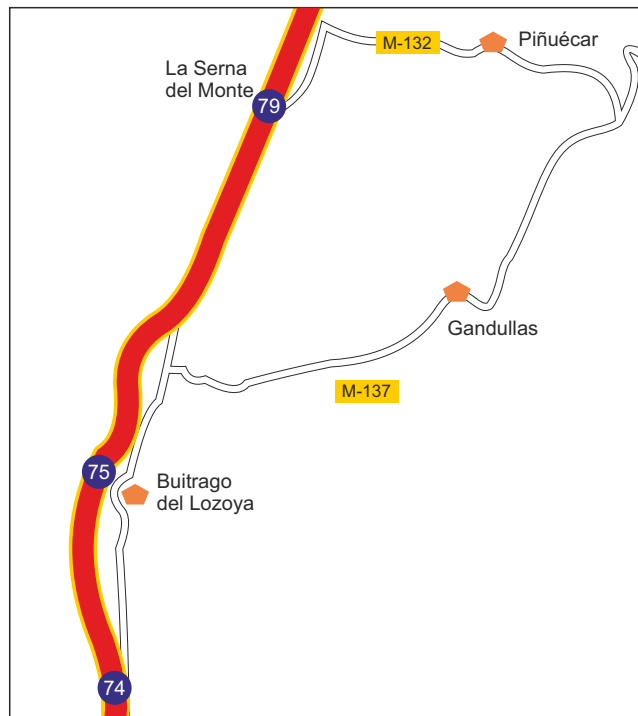 M-132
Piñuécar
La Serna
del Monte
79
Gandullas
M-137
75
Buitrago
del Lozoya
74